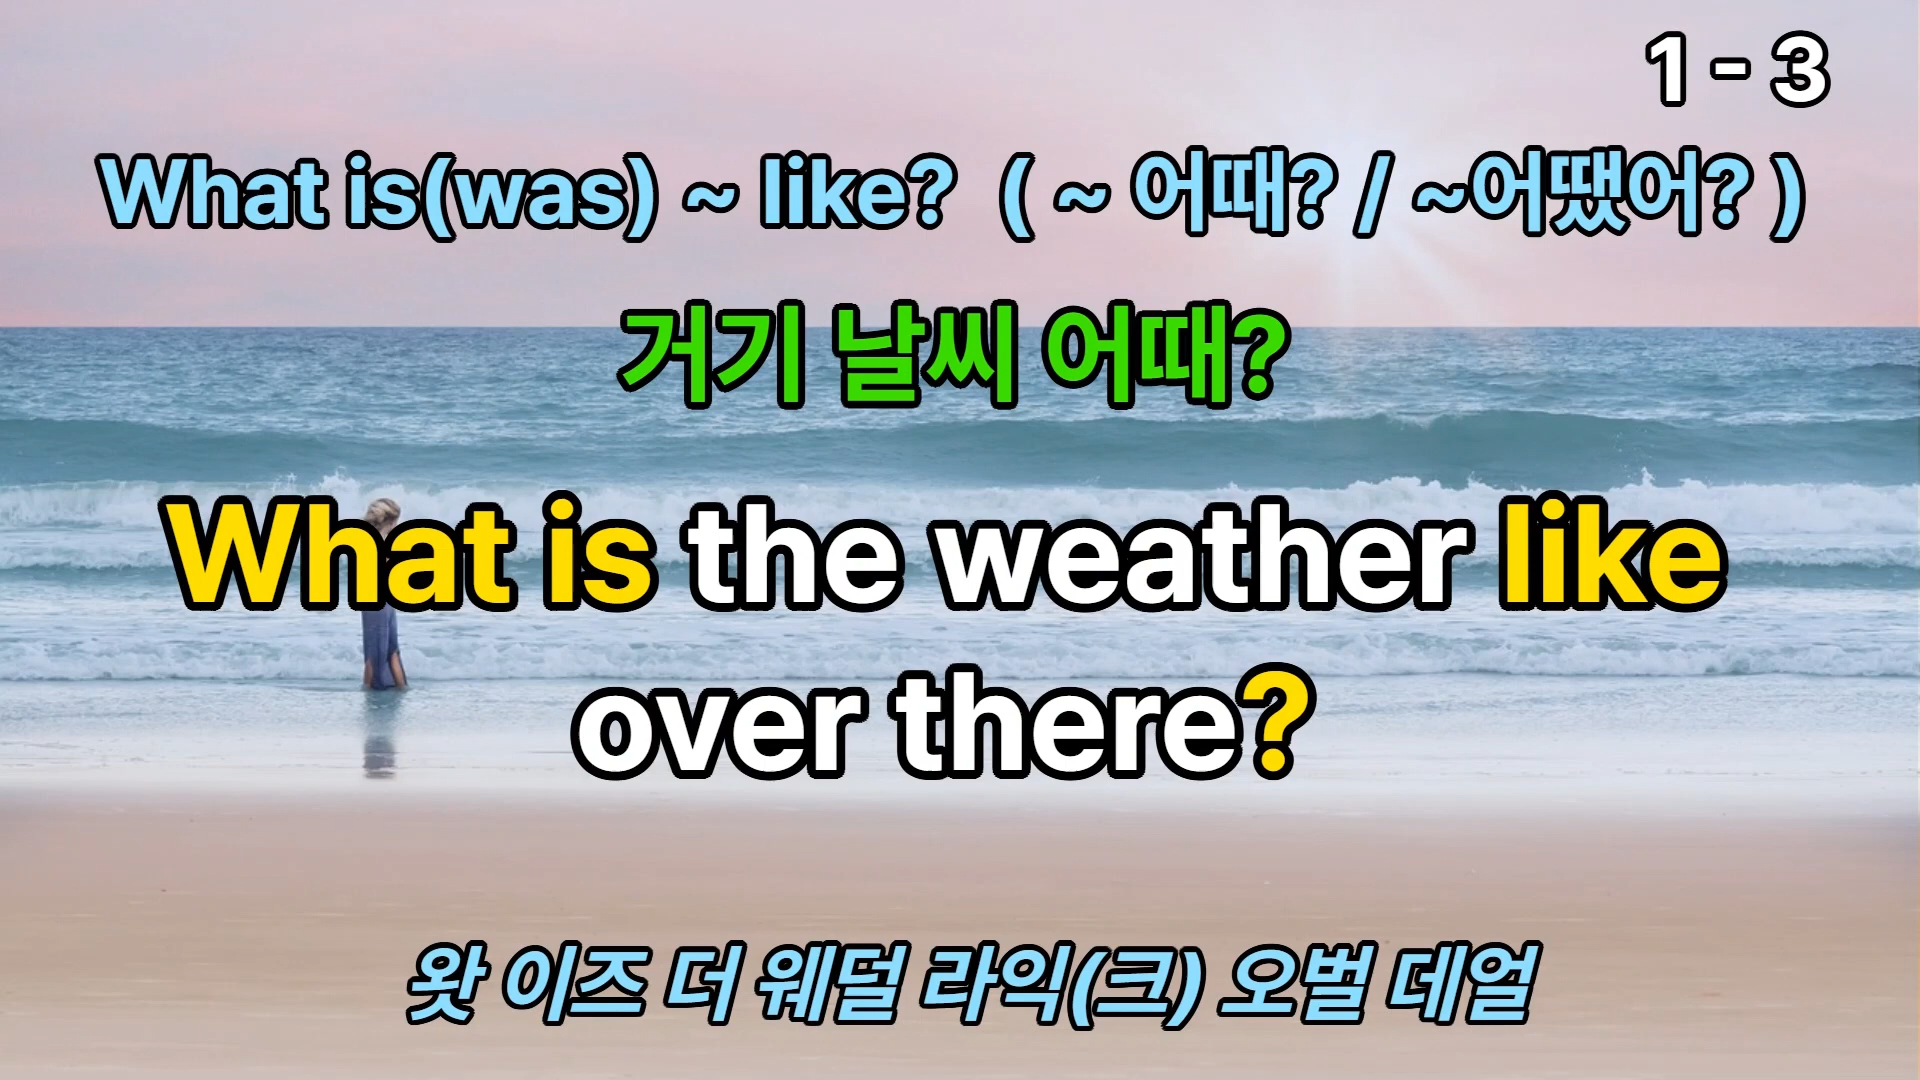 1 - 3
What is(was) ~ like? ( ~ 어때? / ~어땠어? )
거기 날씨 어때?
What is the weather like
over there?
왓 이즈 더 웨덜 라익(크) 오벌 데얼